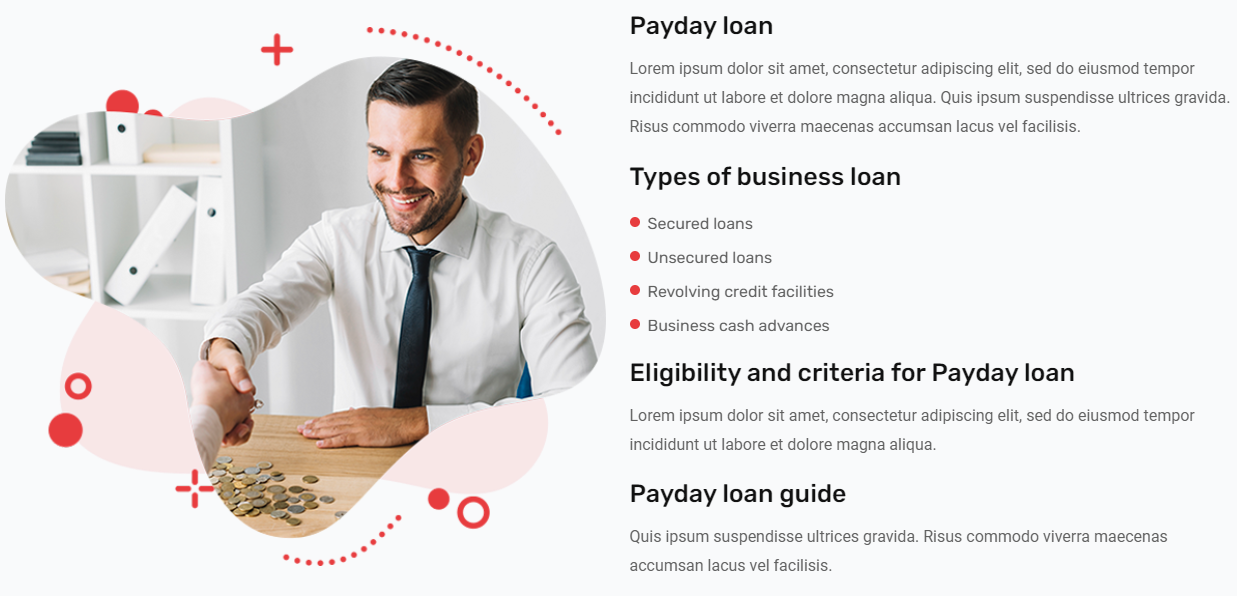 Payday loan
Lorem ipsum dolor sit amet, consectetur adipiscing elit, sed do eiusmod tempor
incididunt ut labore et dolore magna aliqua. Quis ipsum suspendisse ultrices gravida.
Risus commodo viverra maecenas accumsan lacus vel facilisis.
Types of business loan
Secured loans
Unsecured loans
Revolving credit facilities
Business cash advances
Eligibility and criteria for Payday loan
Lorem ipsum dolor sit amet, consectetur adipiscing elit, sed do eiusmod tempor
incididunt ut labore et dolore magna aliqua.
Payday loan guide
Quis ipsum suspendisse ultrices gravida. Risus commodo viverra maecenas
accumsan lacus vel facilisis.